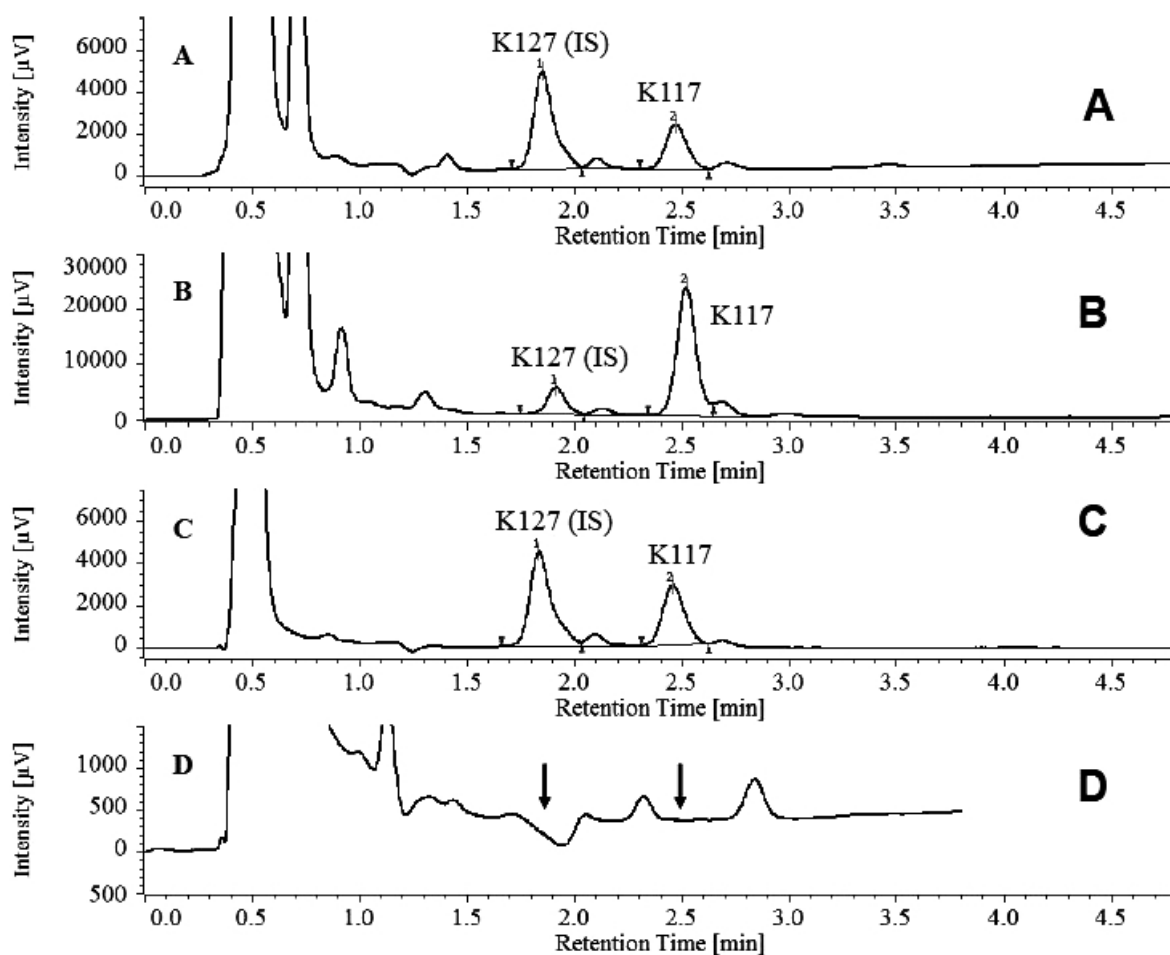 Intensity [µV]
6000
4000
2000
0
A
K127 (IS)
1
K117
2
A
0.0 0.5 1.0 1.5 2.0 2.5 3.0 3.5 4.0 4.5
Retention Time [min]
Intensity [µV]
30000
20000
10000
0
B
K127 (IS)
1
2
K117
B
0.0 0.5 1.0 1.5 2.0 2.5 3.0 3.5 4.0 4.5
Retention Time [min]
Intensity [µV]
6000
4000
2000
0
C
K127 (IS)
1
K117
2
C
0.0 0.5 1.0 1.5 2.0 2.5 3.0 3.5 4.0 4.5
Retention Time [min]
Intensity [µV]
1000
500
0
500
D
D
0.0 0.5 1.0 1.5 2.0 2.5 3.0 3.5 4.0 4.5
Retention Time [min]